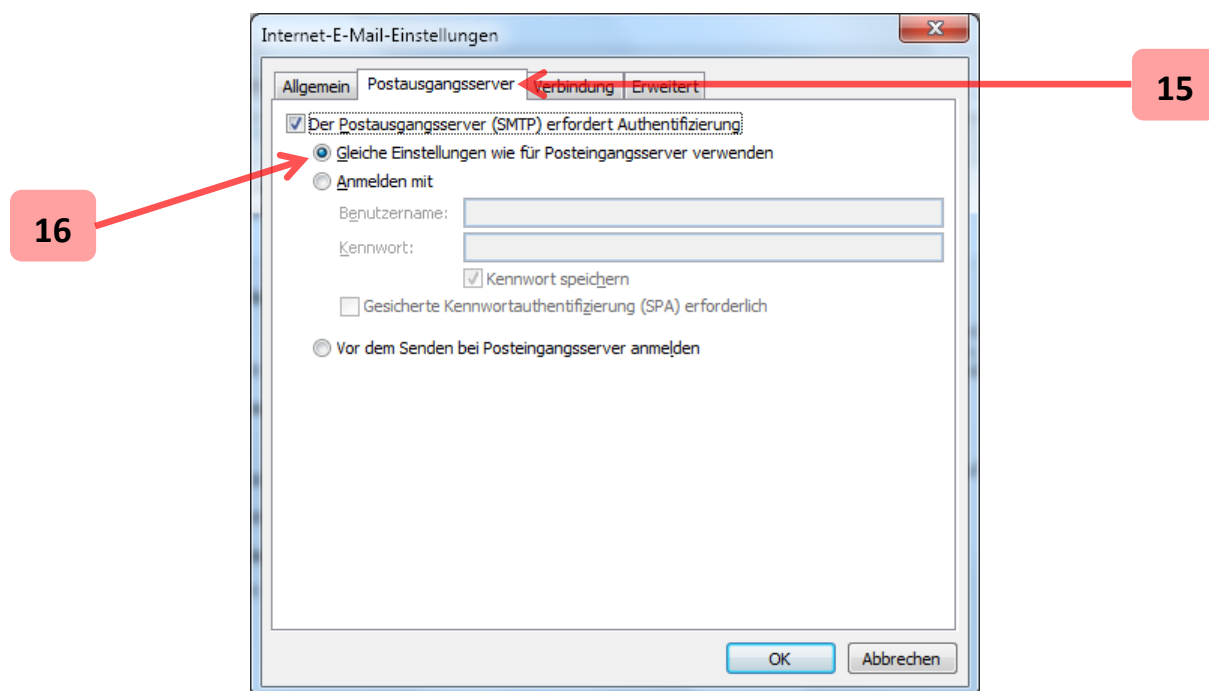 Internet-E-Mail-Einstellungen
Allgemein Postausgangsserver Verbindung Erweitert
15
Der Postausgangsserver (SMTP) erfordert Authentifizierung
Gleiche Einstellungen wie für Posteingangsserver verwenden
Anmelden mit
16
Benutzername:
Kennwort:
Kennwort speichern
Gesicherte Kennwortauthentifizierung (SPA) erforderlich
Vor dem Senden bei Posteingangsserver anmelden
OK Abbrechen